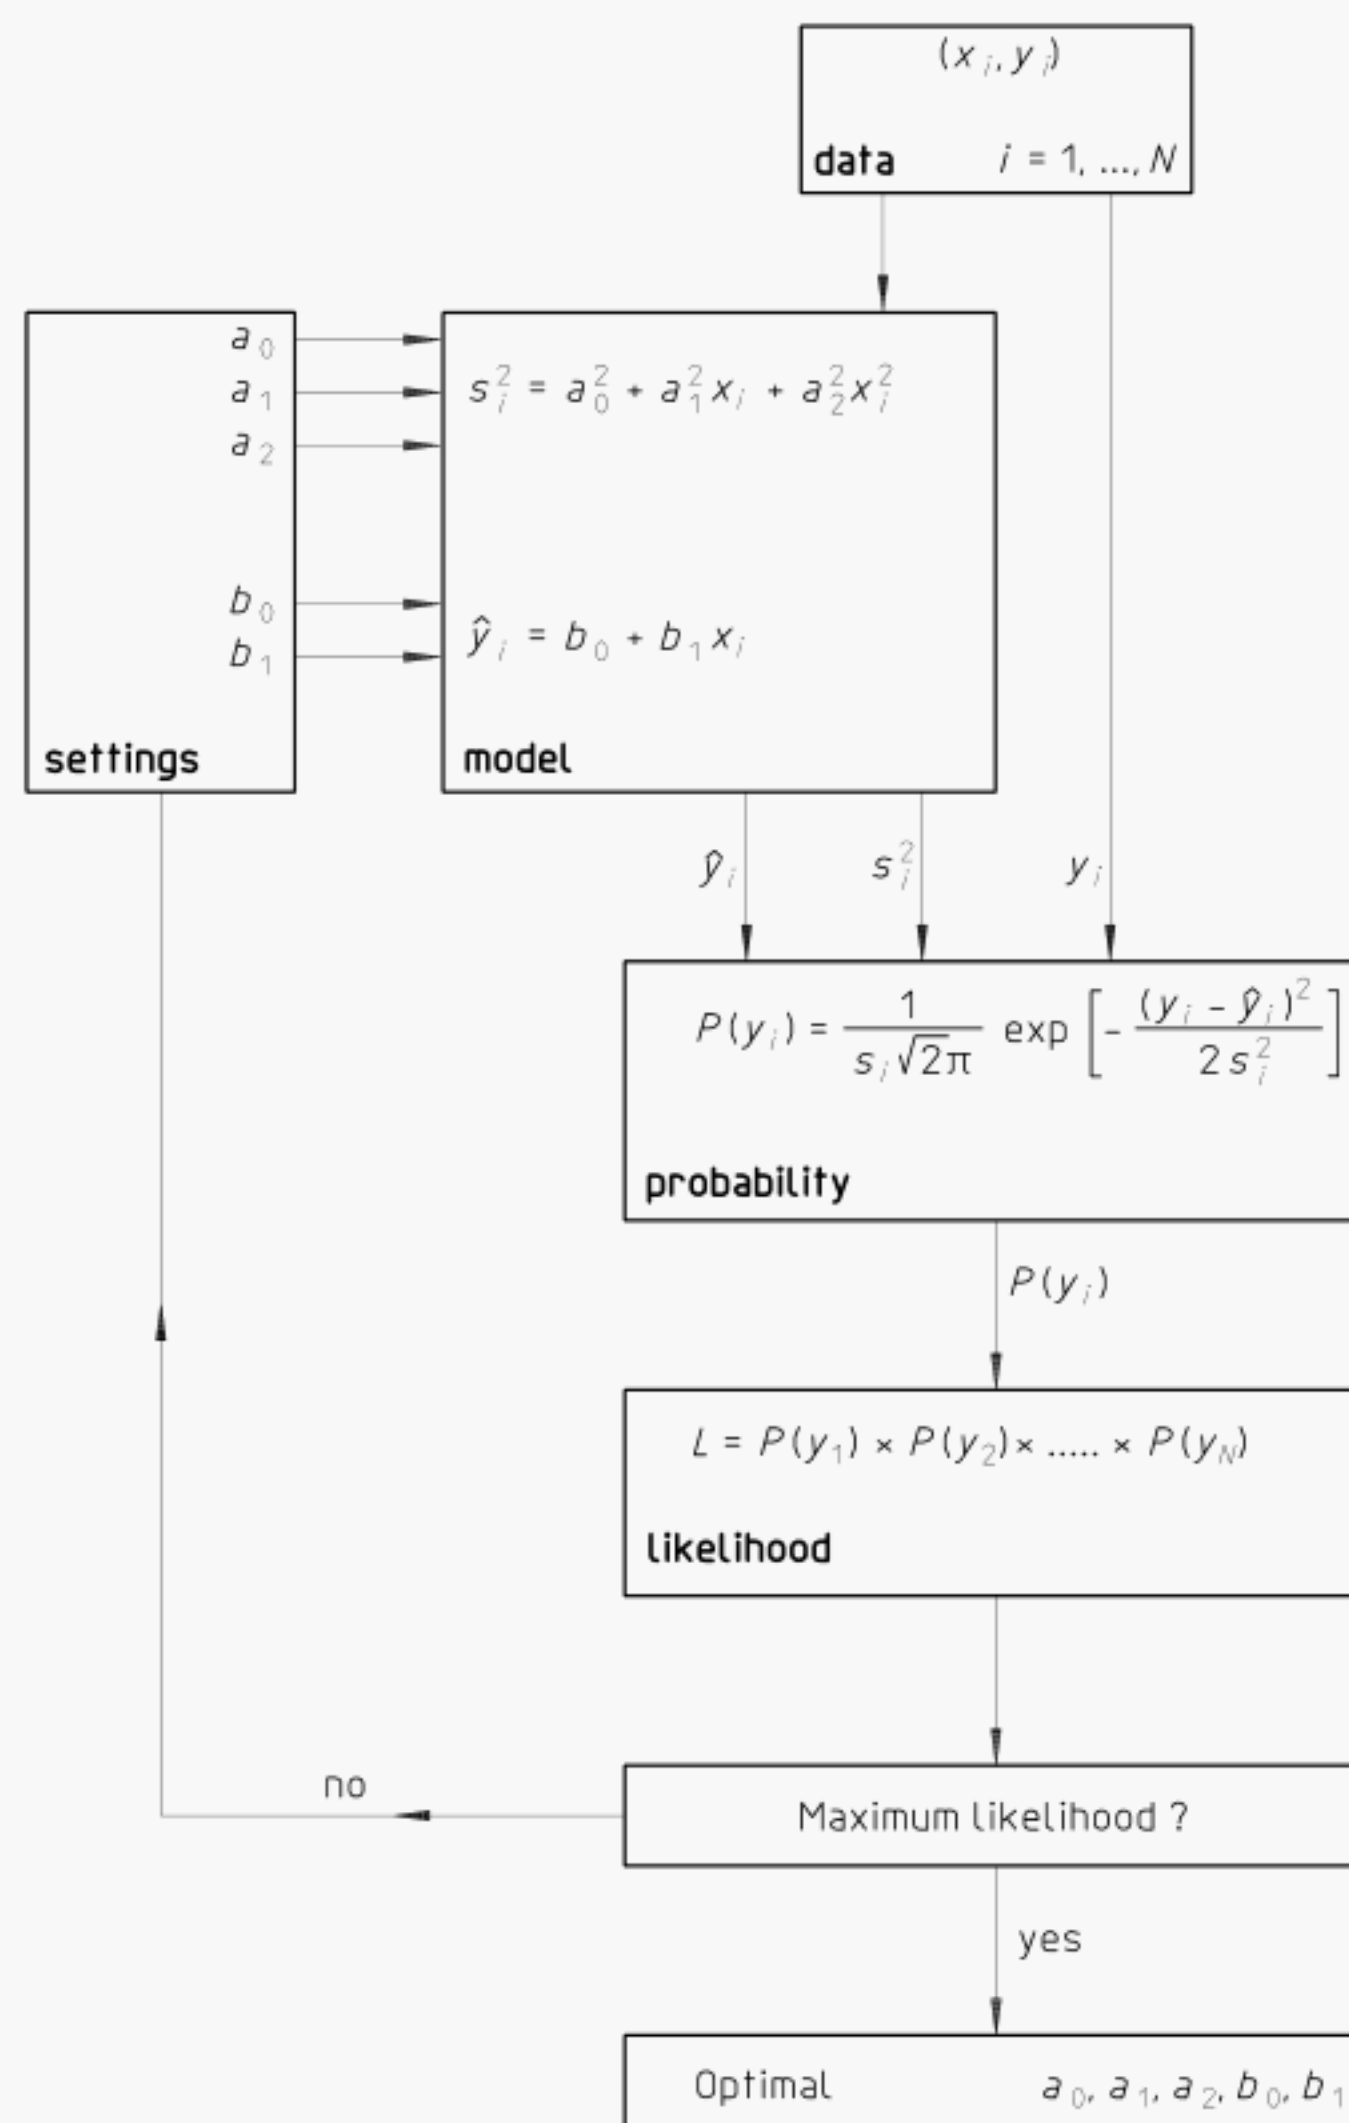 (x_i, y_i)
data i = 1, ..., N
a_0
a_1
a_2
b_0
b_1
settings
s_i^2 = a_0^2 + a_1^2 x_i + a_2^2 x_i^2
ŷ_i = b_0 + b_1 x_i
model
ŷ_i s_i^2 y_i
P(y_i) = 1 / (s_i √2π) exp [- (y_i - ŷ_i)^2 / 2 s_i^2]
probability
P(y_i)
L = P(y_1) × P(y_2) × ..... × P(y_N)
likelihood
no
Maximum likelihood ?
yes
Optimal a_0, a_1, a_2, b_0, b_1